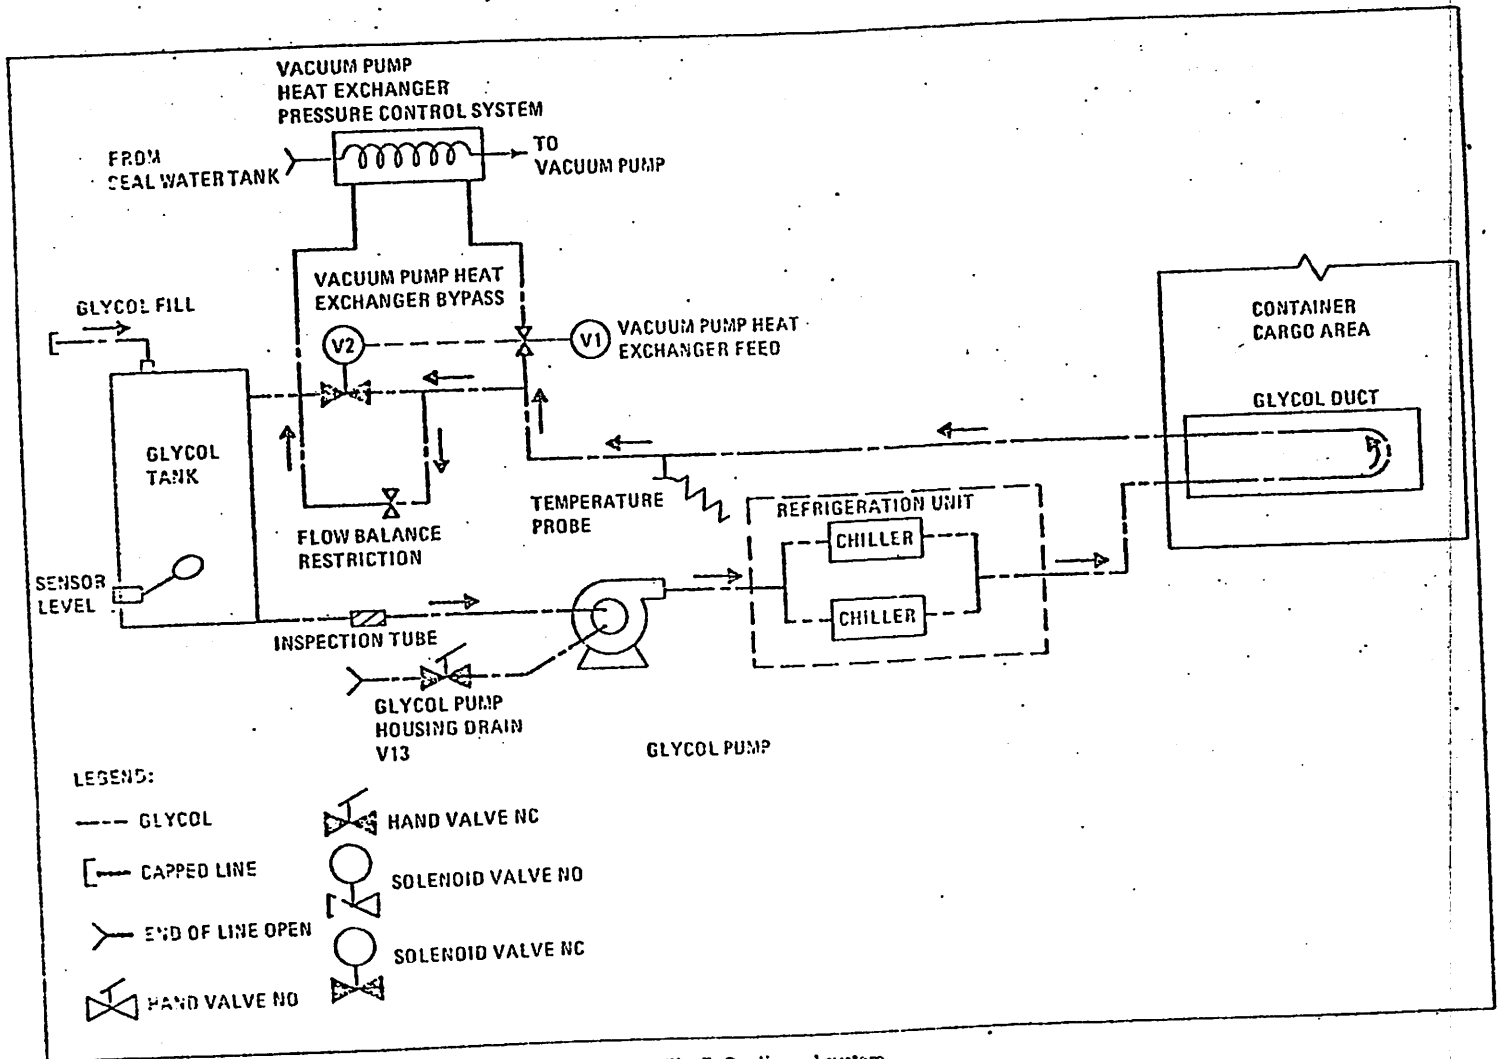 VACUUM PUMP
HEAT EXCHANGER
PRESSURE CONTROL SYSTEM
FROM
SEAL WATER TANK
TO
VACUUM PUMP
VACUUM PUMP HEAT
EXCHANGER BYPASS
GLYCOL FILL
V2
V1
VACUUM PUMP HEAT
EXCHANGER FEED
CONTAINER
CARGO AREA
GLYCOL DUCT
GLYCOL
TANK
TEMPERATURE
PROBE
REFRIGERATION UNIT
CHILLER
CHILLER
FLOW BALANCE
RESTRICTION
SENSOR
LEVEL
INSPECTION TUBE
GLYCOL PUMP
HOUSING DRAIN
V13
GLYCOL PUMP
LEGEND:
GLYCOL
HAND VALVE NC
CAPPED LINE
SOLENOID VALVE NO
END OF LINE OPEN
SOLENOID VALVE NC
HAND VALVE NO